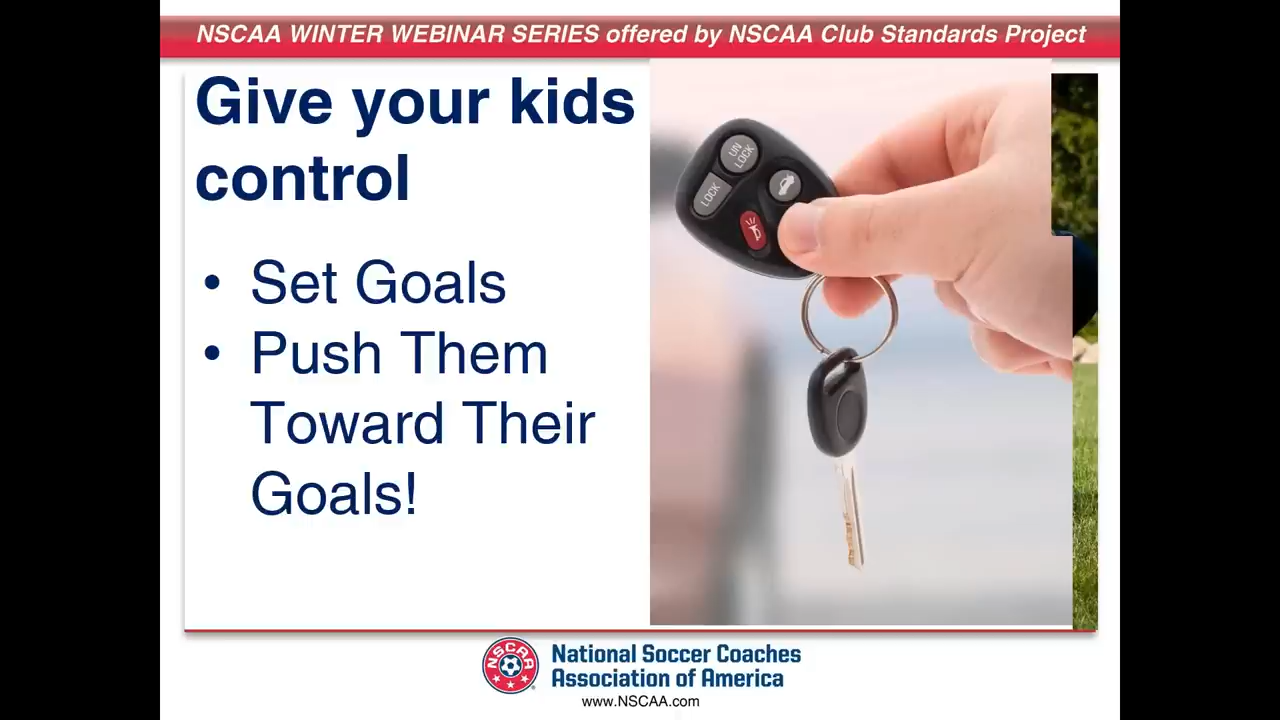 NSCAA WINTER WEBINAR SERIES offered by NSCAA Club Standards Project
Give your kids
control
• Set Goals
• Push Them
Toward Their
Goals!
UN
LOCK
LOCK
NSCAA
National Soccer Coaches
Association of America
www.NSCAA.com